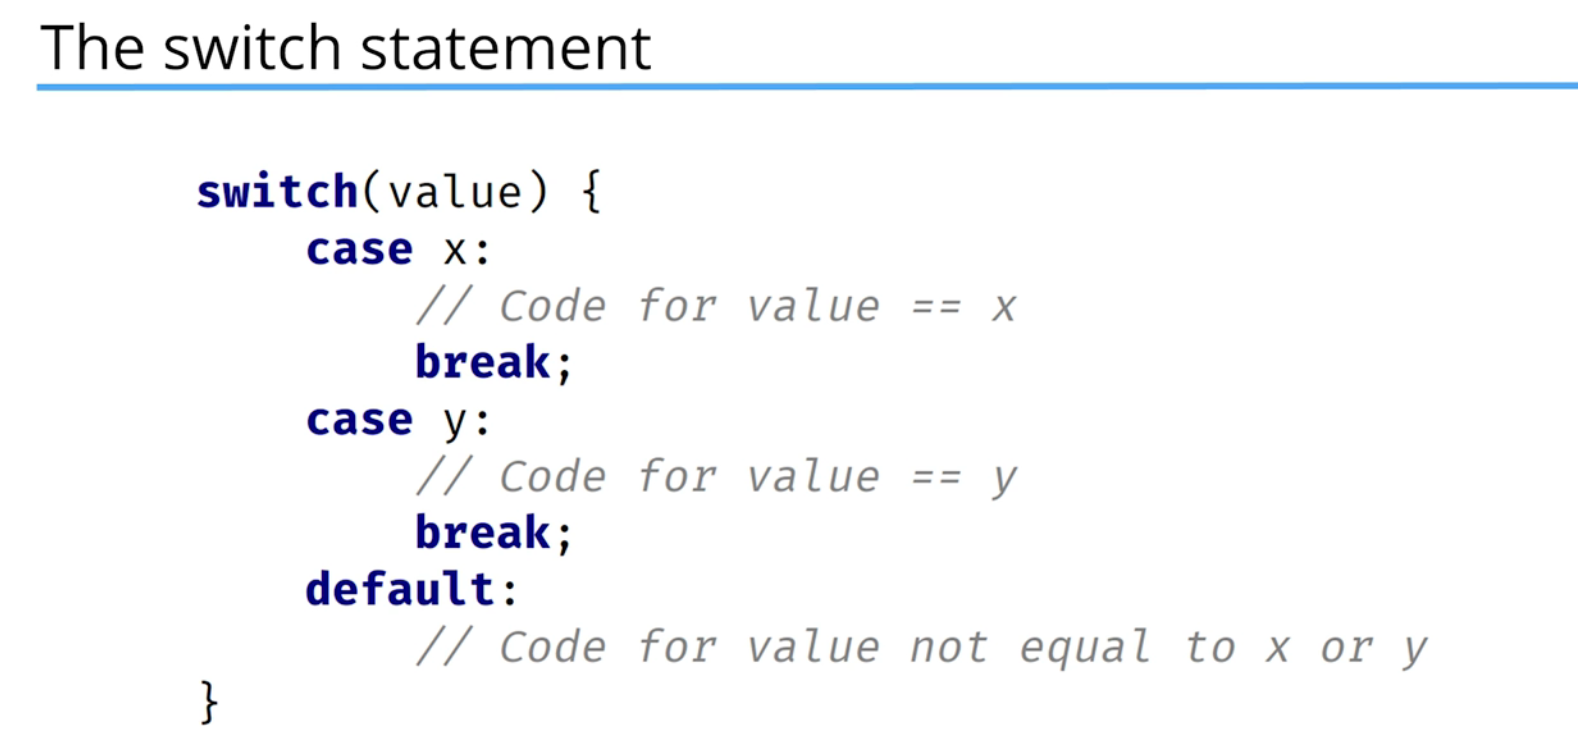 The switch statement
switch(value) {
case x:
// Code for value == x
break;
case y:
// Code for value == y
break;
default:
// Code for value not equal to x or y
}